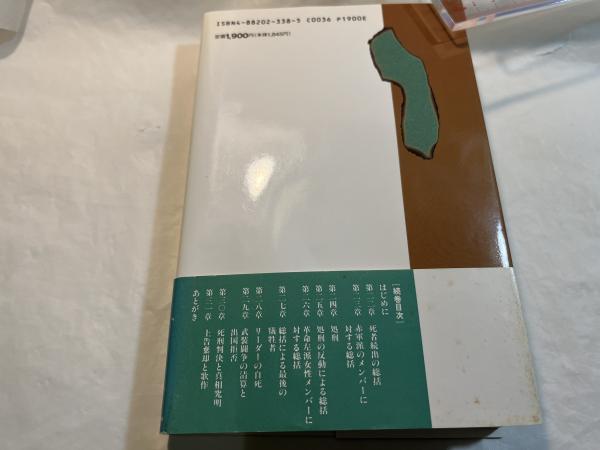 ISBN4-88202-338-5 C0036 P1900E
定価1,900円(本体1,845円)
[続巻目次]
はじめに
第二二章 死者続出の総括
第二三章 赤軍派のメンバーに
対する総括
第二四章 処刑
第二五章 処刑の反動による総括
第二六章 革命左派女性メンバーに
対する総括
第二七章 総括による最後の
犠牲者
第二八章 リーダーの自死
第二九章 武装闘争の清算と
出国拒否
第三〇章 死刑判決と真相究明
第三一章 上告棄却と歌作
あとがき